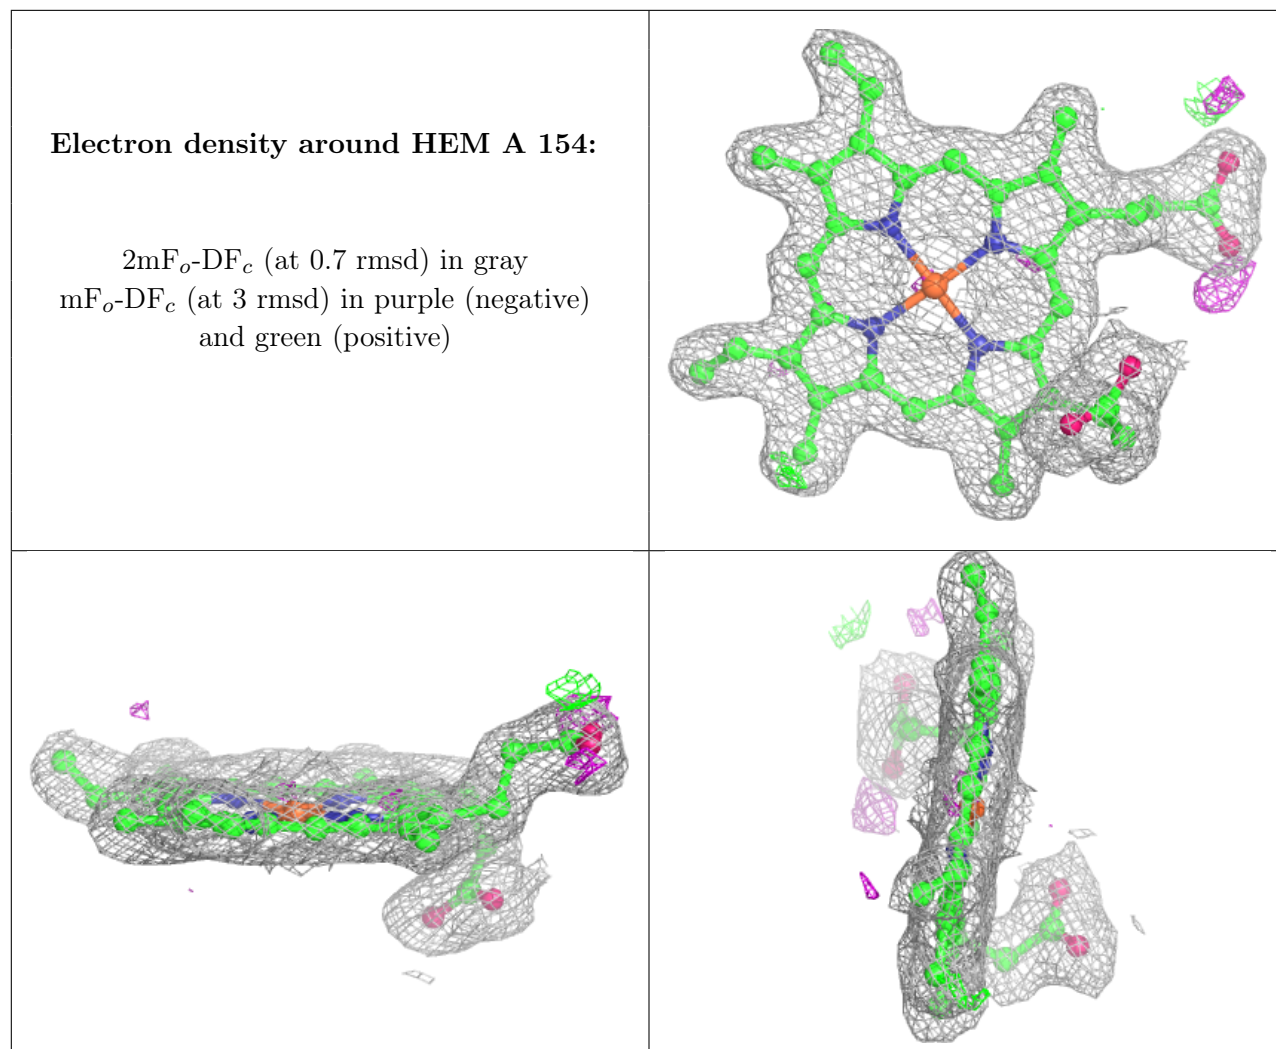 Electron density around HEM A 154:
2mFₒ-DF𝒸 (at 0.7 rmsd) in gray
mFₒ-DF𝒸 (at 3 rmsd) in purple (negative)
and green (positive)